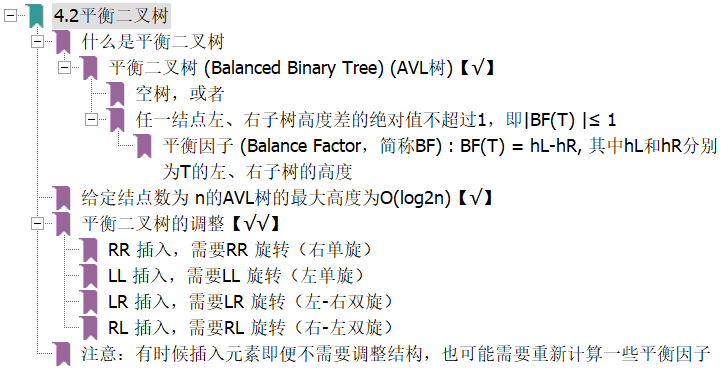 4.2平衡二叉树
什么是平衡二叉树
平衡二叉树 (Balanced Binary Tree) (AVL树)【√】
空树，或者
任一结点左、右子树高度差的绝对值不超过1，即|BF(T) |≤ 1
平衡因子 (Balance Factor，简称BF) : BF(T) = hL-hR, 其中hL和hR分别
为T的左、右子树的高度
给定结点数为 n的AVL树的最大高度为O(log2n)【√】
平衡二叉树的调整【√√】
RR 插入，需要RR 旋转（右单旋）
LL 插入，需要LL 旋转（左单旋）
LR 插入，需要LR 旋转（左-右双旋）
RL 插入，需要RL 旋转（右-左双旋）
注意：有时候插入元素即便不需要调整结构，也可能需要重新计算一些平衡因子